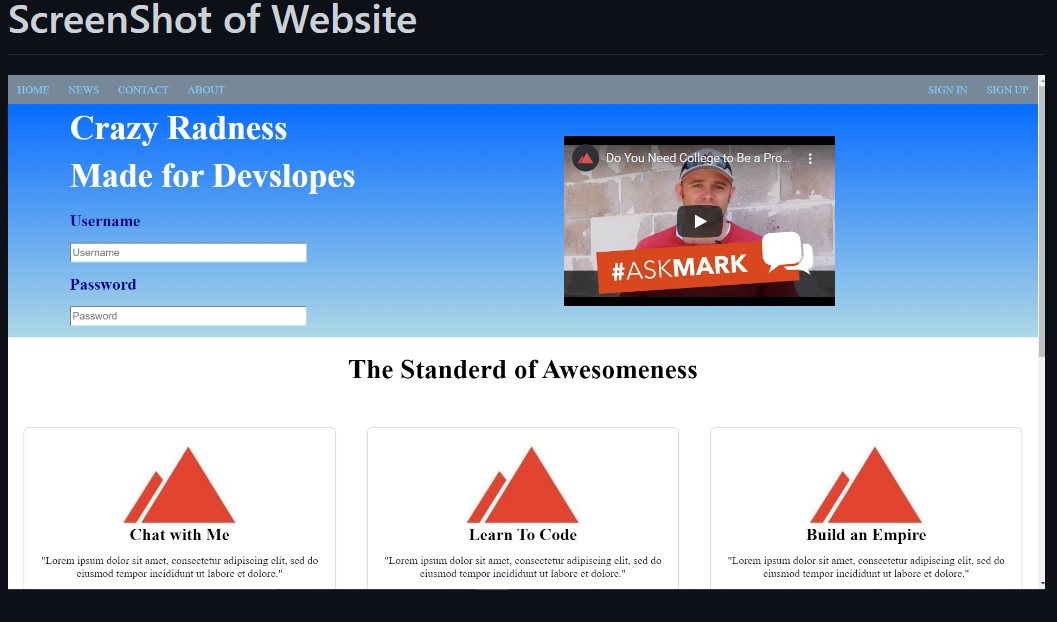 ScreenShot of Website
HOME NEWS CONTACT ABOUT SIGN IN SIGN UP
Crazy Radness
Made for Devslopes
Username
Username
Password
Password
Do You Need College to Be a Pro...
#ASKMARK
The Standerd of Awesomeness
Chat with Me
"Lorem ipsum dolor sit amet, consectetur adipiscing elit, sed do
eiusmod tempor incididunt ut labore et dolore."
Learn To Code
"Lorem ipsum dolor sit amet, consectetur adipiscing elit, sed do
eiusmod tempor incididunt ut labore et dolore."
Build an Empire
"Lorem ipsum dolor sit amet, consectetur adipiscing elit, sed do
eiusmod tempor incididunt ut labore et dolore."